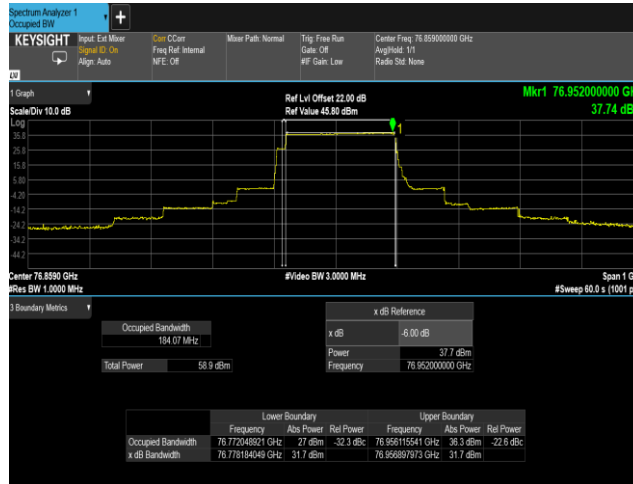 Spectrum Analyzer 1
Occupied BW
+
KEYSIGHT
Input: Ext Mixer
Signal ID: On
Align: Auto
Corr CCorr
Freq Ref: Internal
NFE: Off
Mixer Path: Normal
Trig: Free Run
Gate: Off
#IF Gain: Low
Center Freq: 76.859000000 GHz
Avg|Hold: 1/1
Radio Std: None
LXI
1 Graph
Scale/Div 10.0 dB
Ref Lvl Offset 22.00 dB
Ref Value 45.80 dBm
Mkr1 76.952000000 GH
37.74 dB
Log
35.8
25.8
15.8
5.80
-4.20
-14.2
-24.2
-34.2
-44.2
1
Center 76.8590 GHz
#Video BW 3.0000 MHz
Span 1 G
#Res BW 1.0000 MHz
#Sweep 60.0 s (1001 p
3 Boundary Metrics
Occupied Bandwidth
184.07 MHz
Total Power 58.9 dBm
x dB Reference
x dB -6.00 dB
Power 37.7 dBm
Frequency 76.952000000 GHz
Lower Boundary Upper Boundary
Frequency Abs Power Rel Power Frequency Abs Power Rel Power
Occupied Bandwidth 76.772048921 GHz 27 dBm -32.3 dBc 76.956115541 GHz 36.3 dBm -22.6 dBc
x dB Bandwidth 76.778184049 GHz 31.7 dBm 76.956897973 GHz 31.7 dBm